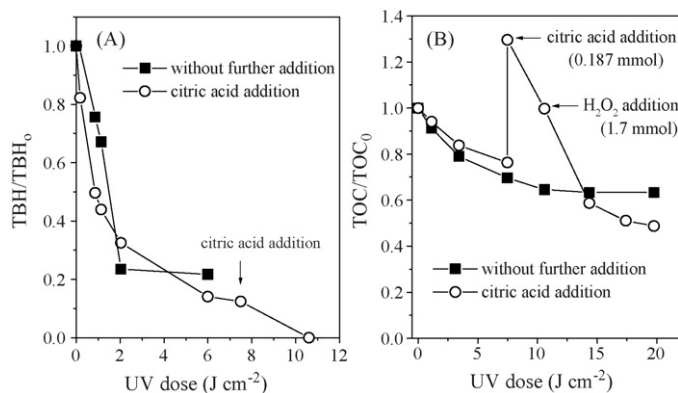 (A)
without further addition
citric acid addition
citric acid addition
TBH/TBH₀
1.0
0.8
0.6
0.4
0.2
0.0
0 2 4 6 8 10 12
UV dose (J cm⁻²)
(B)
citric acid addition
(0.187 mmol)
H₂O₂ addition
(1.7 mmol)
without further addition
citric acid addition
TOC/TOC₀
1.4
1.2
1.0
0.8
0.6
0.4
0.2
0.0
0 5 10 15 20
UV dose (J cm⁻²)